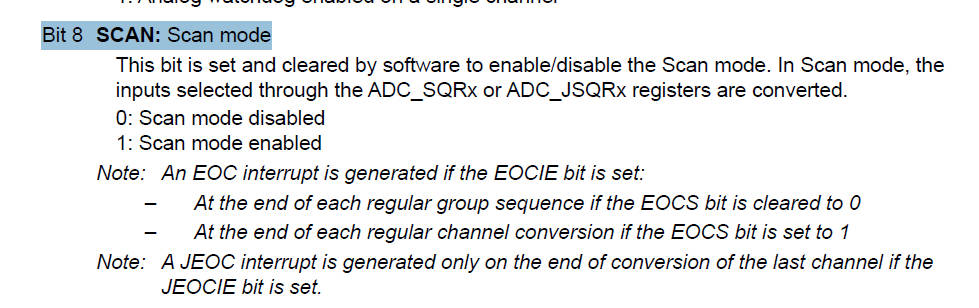 1: Analog watchdog enabled on a single channel
Bit 8 SCAN: Scan mode
This bit is set and cleared by software to enable/disable the Scan mode. In Scan mode, the
inputs selected through the ADC_SQRx or ADC_JSQRx registers are converted.
0: Scan mode disabled
1: Scan mode enabled
Note: An EOC interrupt is generated if the EOCIE bit is set:
– At the end of each regular group sequence if the EOCS bit is cleared to 0
– At the end of each regular channel conversion if the EOCS bit is set to 1
Note: A JEOC interrupt is generated only on the end of conversion of the last channel if the
JEOCIE bit is set.